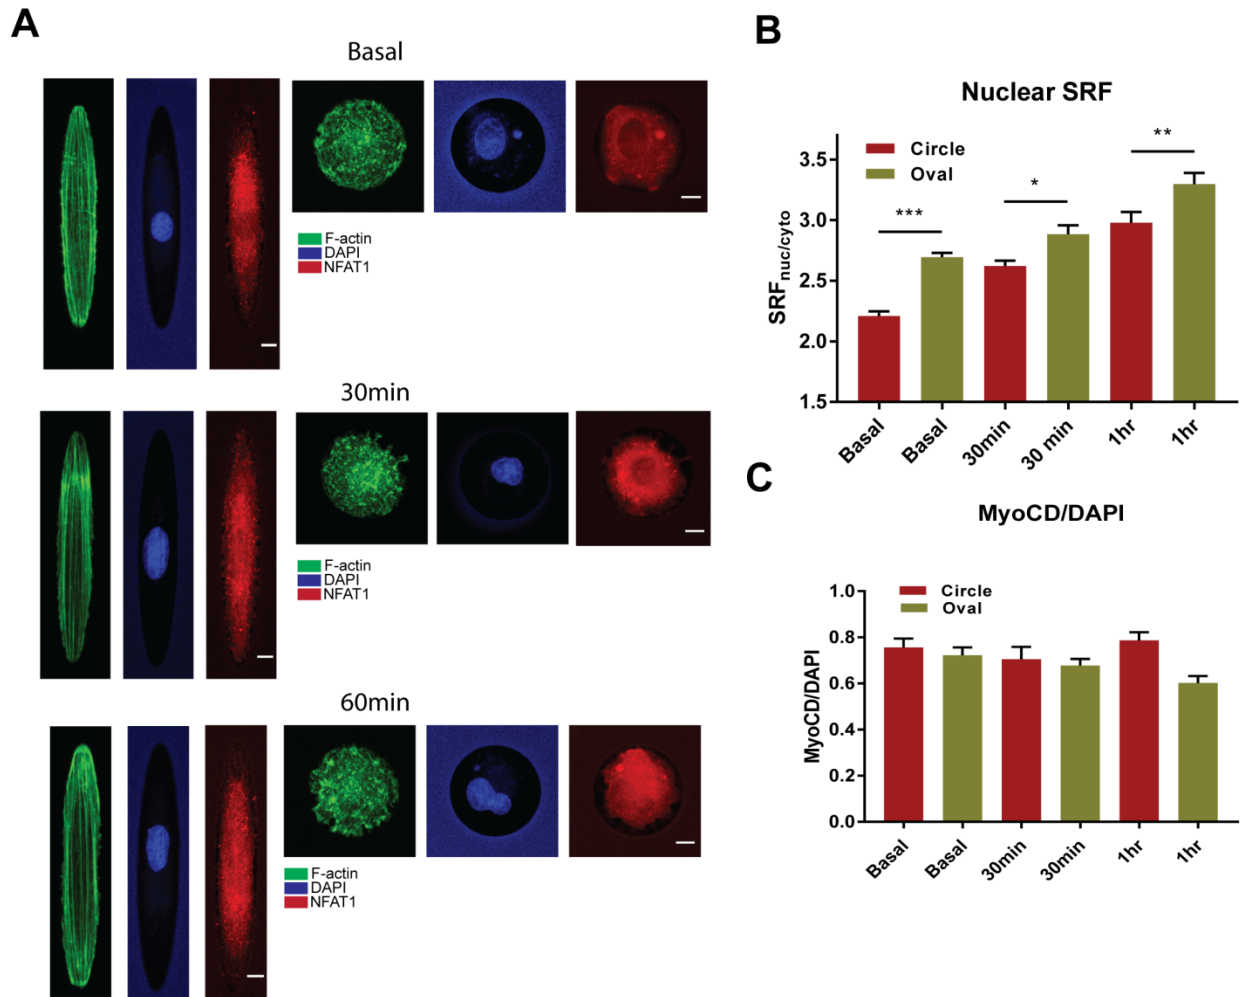 A
Basal
F-actin
DAPI
NFAT1
30min
F-actin
DAPI
NFAT1
60min
F-actin
DAPI
NFAT1
B
Nuclear SRF
Circle
Oval
***
*
**
SRFnuc/cyto
3.5
3.0
2.5
2.0
1.5
Basal
Basal
30min
30 min
1hr
1hr
C
MyoCD/DAPI
Circle
Oval
MyoCD/DAPI
1.0
0.8
0.6
0.4
0.2
0.0
Basal
Basal
30min
30min
1hr
1hr